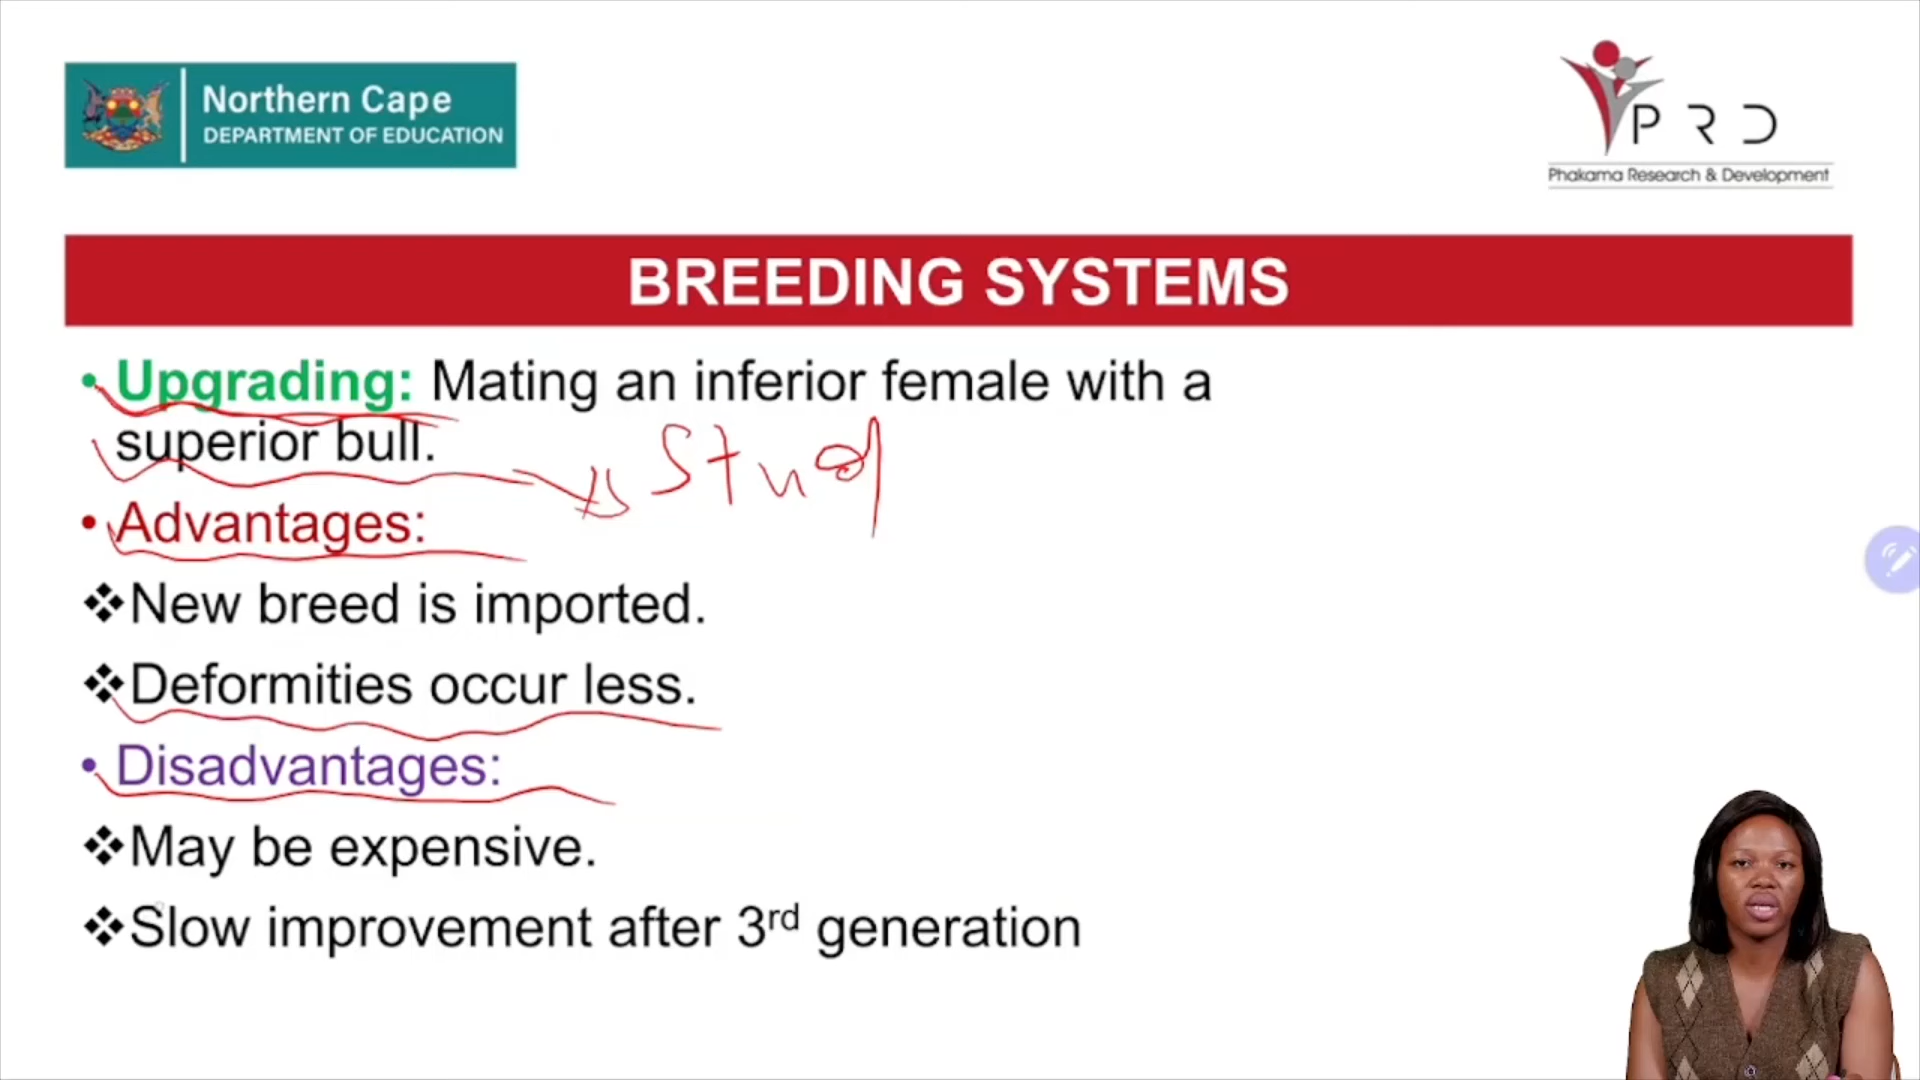 Northern Cape
DEPARTMENT OF EDUCATION
PRD
Phakama Research & Development
BREEDING SYSTEMS
• Upgrading: Mating an inferior female with a
superior bull.
Stud
• Advantages:
❖New breed is imported.
❖Deformities occur less.
• Disadvantages:
❖May be expensive.
❖Slow improvement after 3rd generation